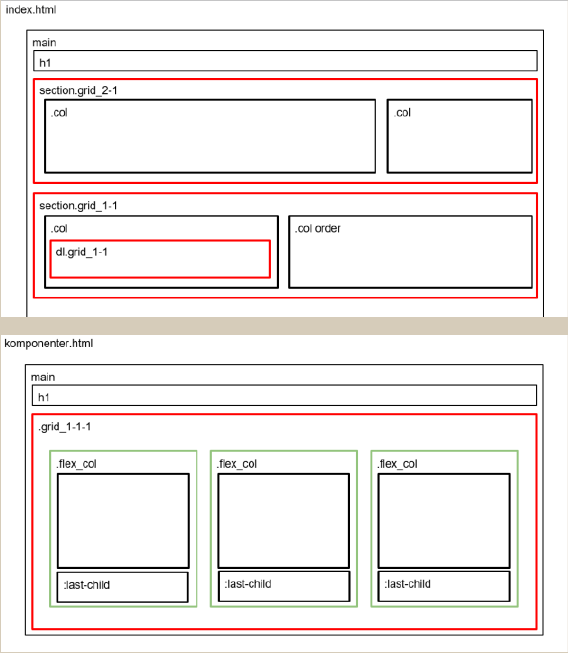 index.html
main
h1
section.grid_2-1
.col
.col
section.grid_1-1
.col
.col order
dl.grid_1-1
komponenter.html
main
h1
.grid_1-1-1
.flex_col
.flex_col
.flex_col
:last-child
:last-child
:last-child